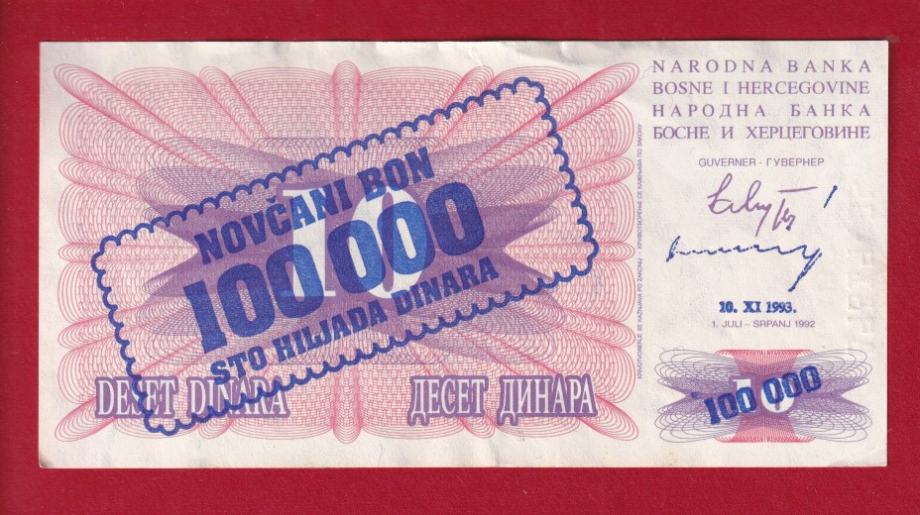 NOVČANI BON
100 000
STO HILJADA DINARA
10
DESET DINARA
ДЕСЕТ ДИНАРА
NARODNA BANKA
BOSNE I HERCEGOVINE
НАРОДНА БАНКА
БОСНЕ И ХЕРЦЕГОВИНЕ
GUVERNER - ГУВЕРНЕР
10. XI 1993.
1. JULI – SRPANJ 1992
100 000